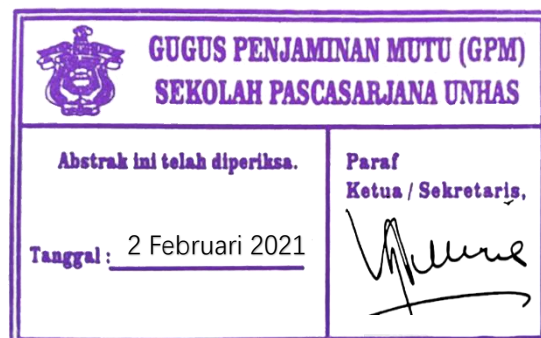 GUGUS PENJAMINAN MUTU (GPM)
SEKOLAH PASCASARJANA UNHAS
Abstrak ini telah diperiksa.
Tanggal : 2 Februari 2021
Paraf
Ketua / Sekretaris,